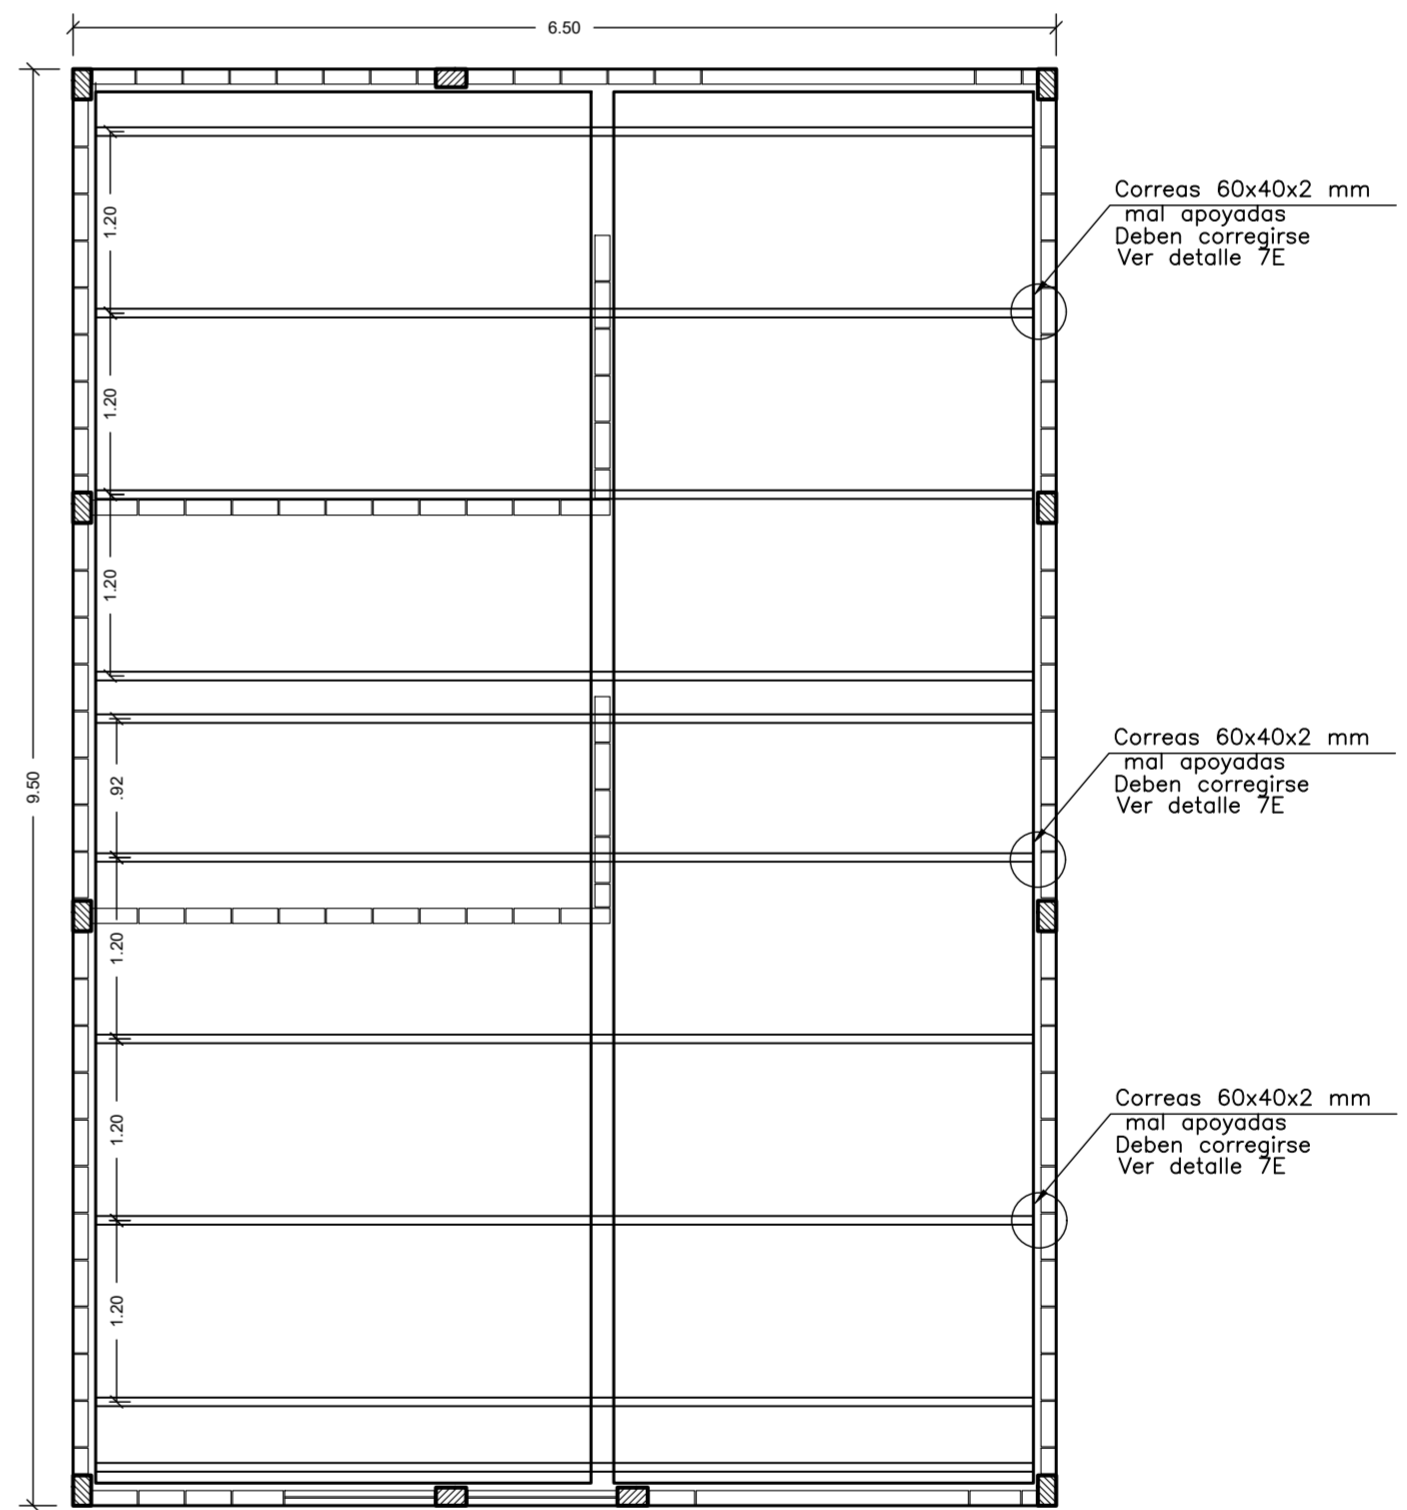 6.50
1.20
Correas 60x40x2 mm
mal apoyadas
Deben corregirse
Ver detalle 7E
1.20
1.20
9.50
.92
Correas 60x40x2 mm
mal apoyadas
Deben corregirse
Ver detalle 7E
1.20
1.20
Correas 60x40x2 mm
mal apoyadas
Deben corregirse
Ver detalle 7E
1.20